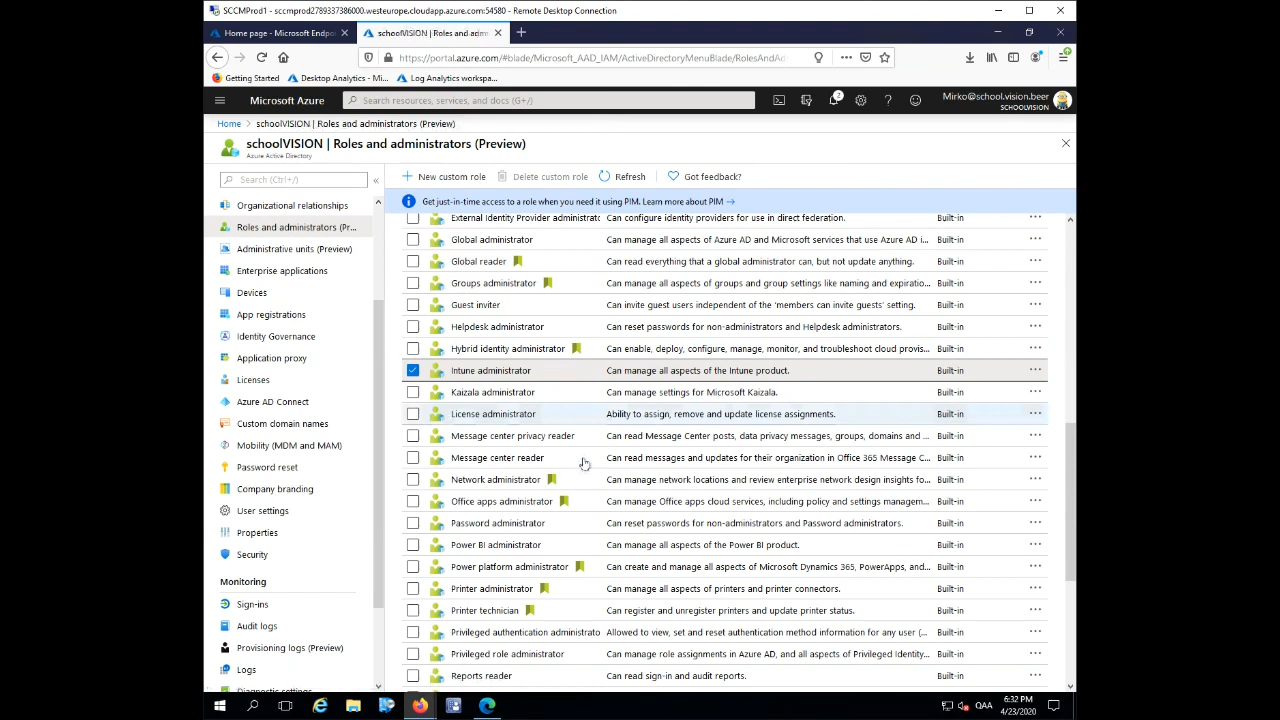 SCCMProd1 - sccmprod2789337386000.westeurope.cloudapp.azure.com:54580 - Remote Desktop Connection
Home page - Microsoft Endpoi
schoolVISION | Roles and adm
https://portal.azure.com/#blade/Microsoft_AAD_IAM/ActiveDirectoryMenuBlade/RolesAndAd
Getting Started
Desktop Analytics - Mi...
Log Analytics workspa...
Microsoft Azure
Search resources, services, and docs (G+/)
2
Mirko@school.vision.beer
SCHOOLVISION
Home > schoolVISION | Roles and administrators (Preview)
schoolVISION | Roles and administrators (Preview)
Azure Active Directory
Search (Ctrl+/)
Organizational relationships
Roles and administrators (Pr...
Administrative units (Preview)
Enterprise applications
Devices
App registrations
Identity Governance
Application proxy
Licenses
Azure AD Connect
Custom domain names
Mobility (MDM and MAM)
Password reset
Company branding
User settings
Properties
Security
Monitoring
Sign-ins
Audit logs
Provisioning logs (Preview)
Logs
Diagnostic settings
New custom role
Delete custom role
Refresh
Got feedback?
Get just-in-time access to a role when you need it using PIM. Learn more about PIM →
External Identity Provider administratc Can configure identity providers for use in direct federation. Built-in ...
Global administrator Can manage all aspects of Azure AD and Microsoft services that use Azure AD i... Built-in ...
Global reader Can read everything that a global administrator can, but not update anything. Built-in ...
Groups administrator Can manage all aspects of groups and group settings like naming and expiratio... Built-in ...
Guest inviter Can invite guest users independent of the 'members can invite guests' setting. Built-in ...
Helpdesk administrator Can reset passwords for non-administrators and Helpdesk administrators. Built-in ...
Hybrid identity administrator Can enable, deploy, configure, manage, monitor, and troubleshoot cloud provis... Built-in ...
Intune administrator Can manage all aspects of the Intune product. Built-in ...
Kaizala administrator Can manage settings for Microsoft Kaizala. Built-in ...
License administrator Ability to assign, remove and update license assignments. Built-in ...
Message center privacy reader Can read Message Center posts, data privacy messages, groups, domains and ... Built-in ...
Message center reader Can read messages and updates for their organization in Office 365 Message C... Built-in ...
Network administrator Can manage network locations and review enterprise network design insights fo... Built-in ...
Office apps administrator Can manage Office apps cloud services, including policy and settings managem... Built-in ...
Password administrator Can reset passwords for non-administrators and Password administrators. Built-in ...
Power BI administrator Can manage all aspects of the Power BI product. Built-in ...
Power platform administrator Can create and manage all aspects of Microsoft Dynamics 365, PowerApps, and... Built-in ...
Printer administrator Can manage all aspects of printers and printer connectors. Built-in ...
Printer technician Can register and unregister printers and update printer status. Built-in ...
Privileged authentication administrato Allowed to view, set and reset authentication method information for any user (... Built-in ...
Privileged role administrator Can manage role assignments in Azure AD, and all aspects of Privileged Identity... Built-in ...
Reports reader Can read sign-in and audit reports. Built-in ...
QAA
6:32 PM
4/23/2020